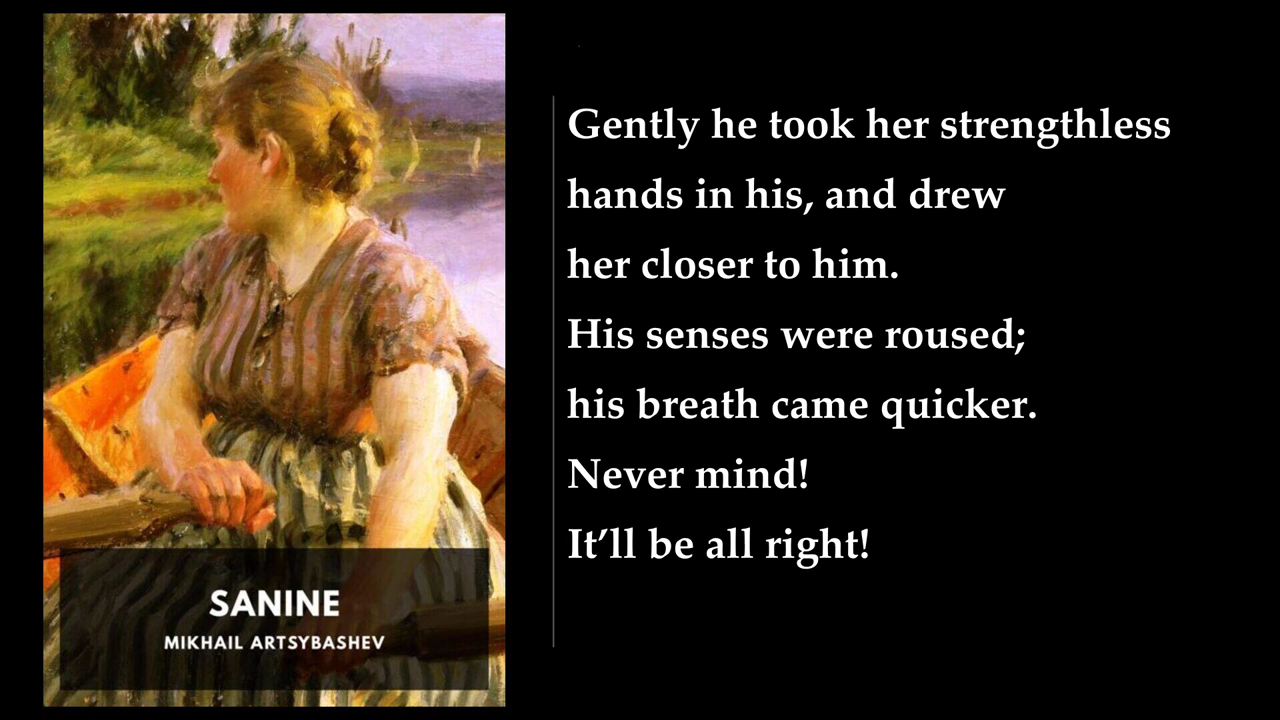 Gently he took her strengthless
hands in his, and drew
her closer to him.
His senses were roused;
his breath came quicker.
Never mind!
It’ll be all right!
SANINE
MIKHAIL ARTSYBASHEV